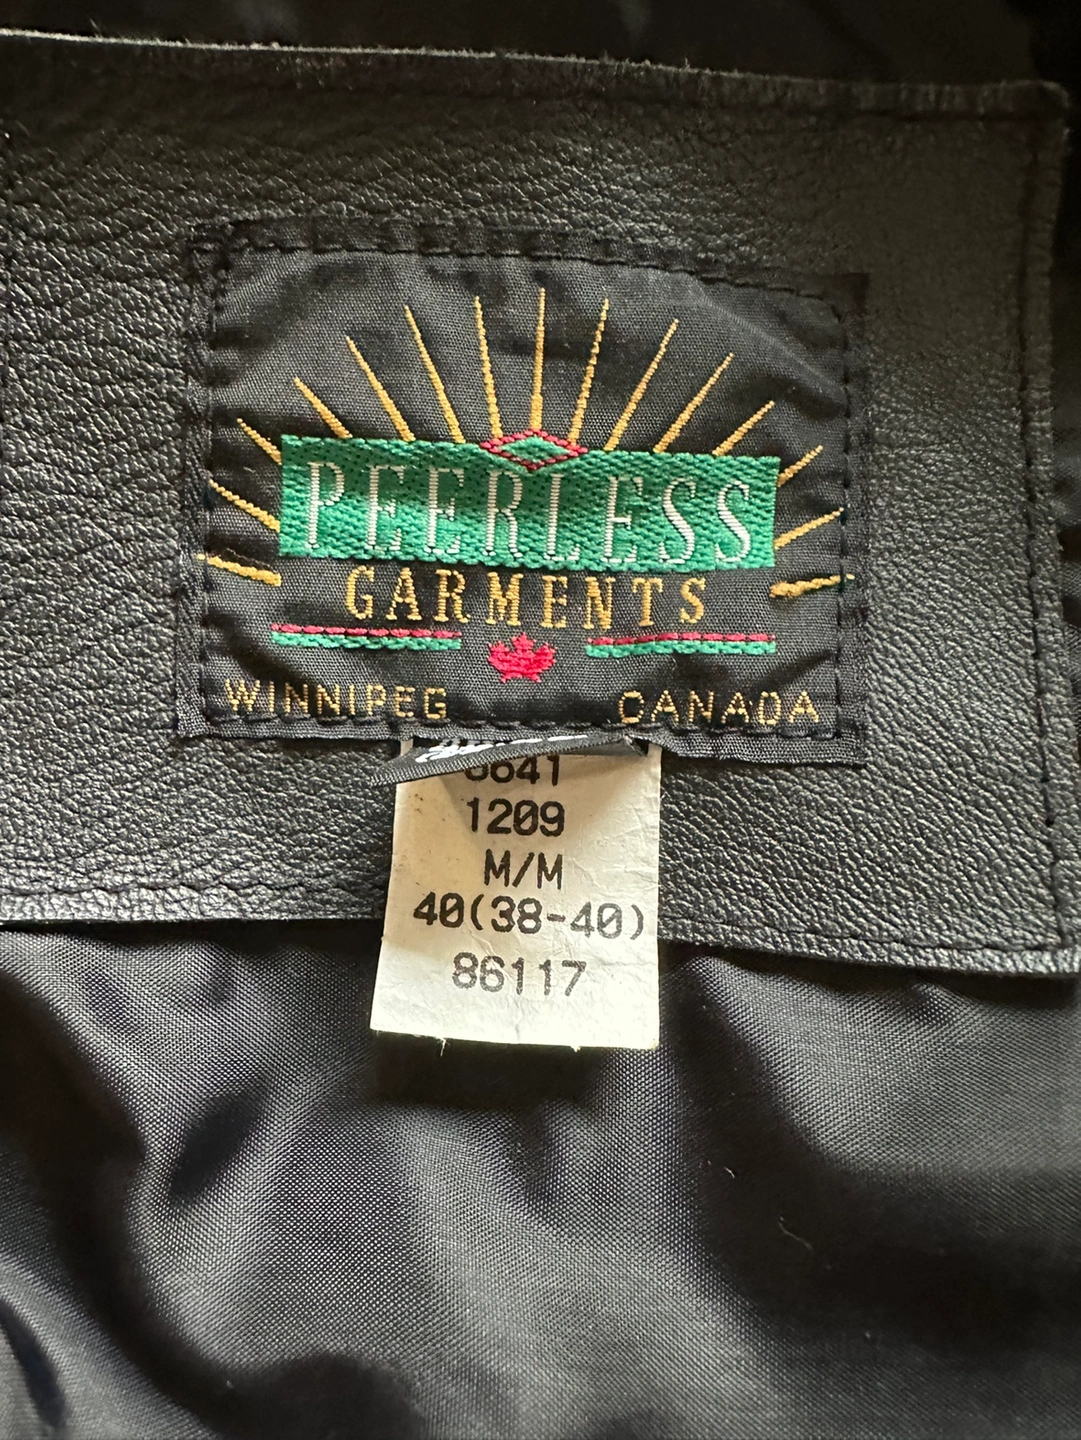 PEERLESS
GARMENTS
WINNIPEG CANADA
1209
M/M
40(38-40)
86117